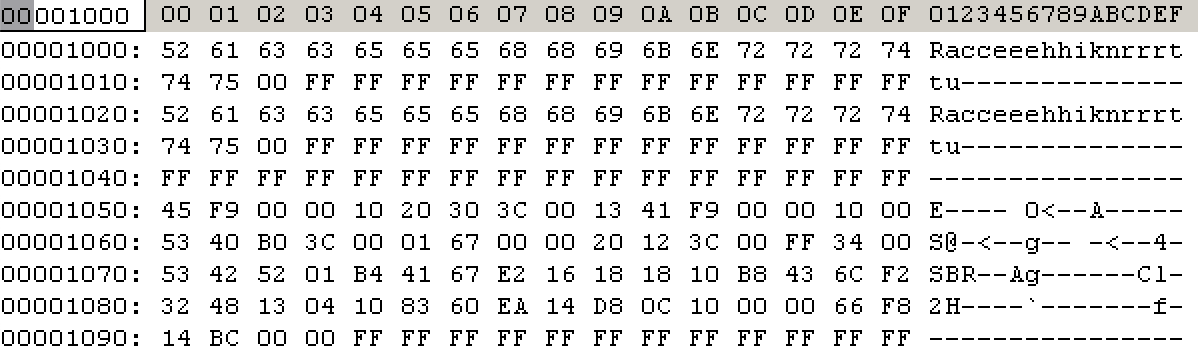 00001000 00 01 02 03 04 05 06 07 08 09 0A 0B 0C 0D 0E 0F 0123456789ABCDEF
00001000: 52 61 63 63 65 65 65 68 68 69 6B 6E 72 72 72 74 Racceeehhiknrrrt
00001010: 74 75 00 FF FF FF FF FF FF FF FF FF FF FF FF FF tu--------------
00001020: 52 61 63 63 65 65 65 68 68 69 6B 6E 72 72 72 74 Racceeehhiknrrrt
00001030: 74 75 00 FF FF FF FF FF FF FF FF FF FF FF FF FF tu--------------
00001040: FF FF FF FF FF FF FF FF FF FF FF FF FF FF FF FF ----------------
00001050: 45 F9 00 00 10 20 30 3C 00 13 41 F9 00 00 10 00 E---- 0<--A-----
00001060: 53 40 B0 3C 00 01 67 00 00 20 12 3C 00 FF 34 00 S@-<--g-- -<--4-
00001070: 53 42 52 01 B4 41 67 E2 16 18 18 10 B8 43 6C F2 SBR--Ag------Cl-
00001080: 32 48 13 04 10 83 60 EA 14 D8 0C 10 00 00 66 F8 2H----`-------f-
00001090: 14 BC 00 00 FF FF FF FF FF FF FF FF FF FF FF FF ----------------